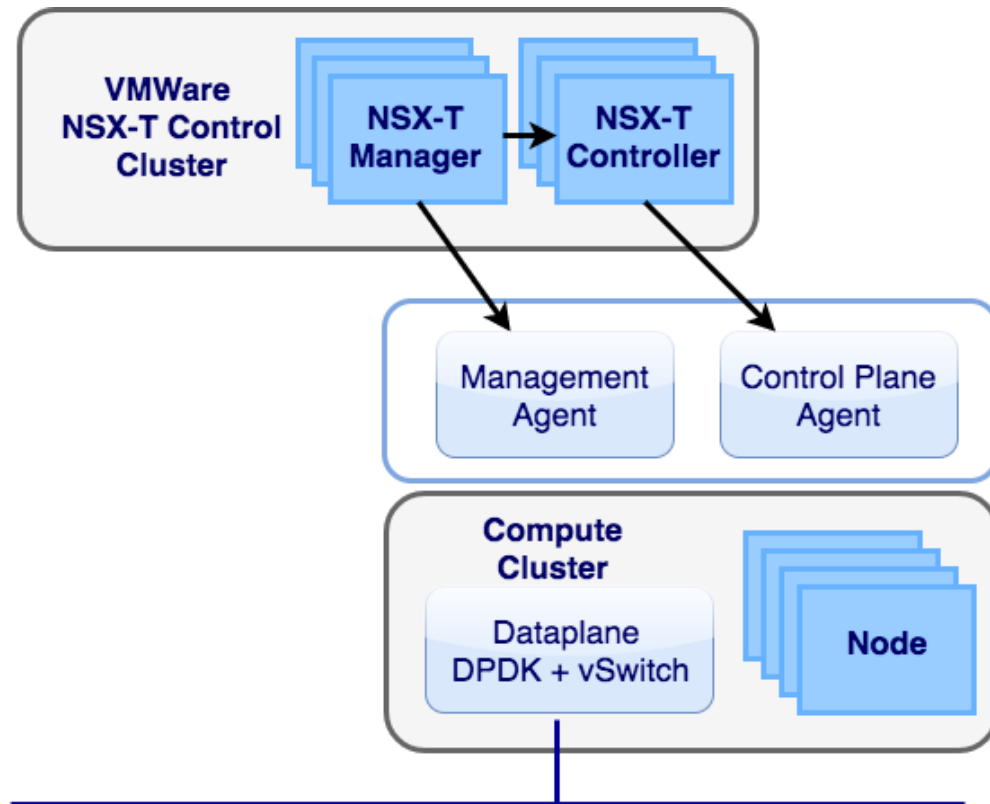 VMWare
NSX-T Control
Cluster
NSX-T
Manager
NSX-T
Controller
Management
Agent
Control Plane
Agent
Compute
Cluster
Dataplane
DPDK + vSwitch
Node